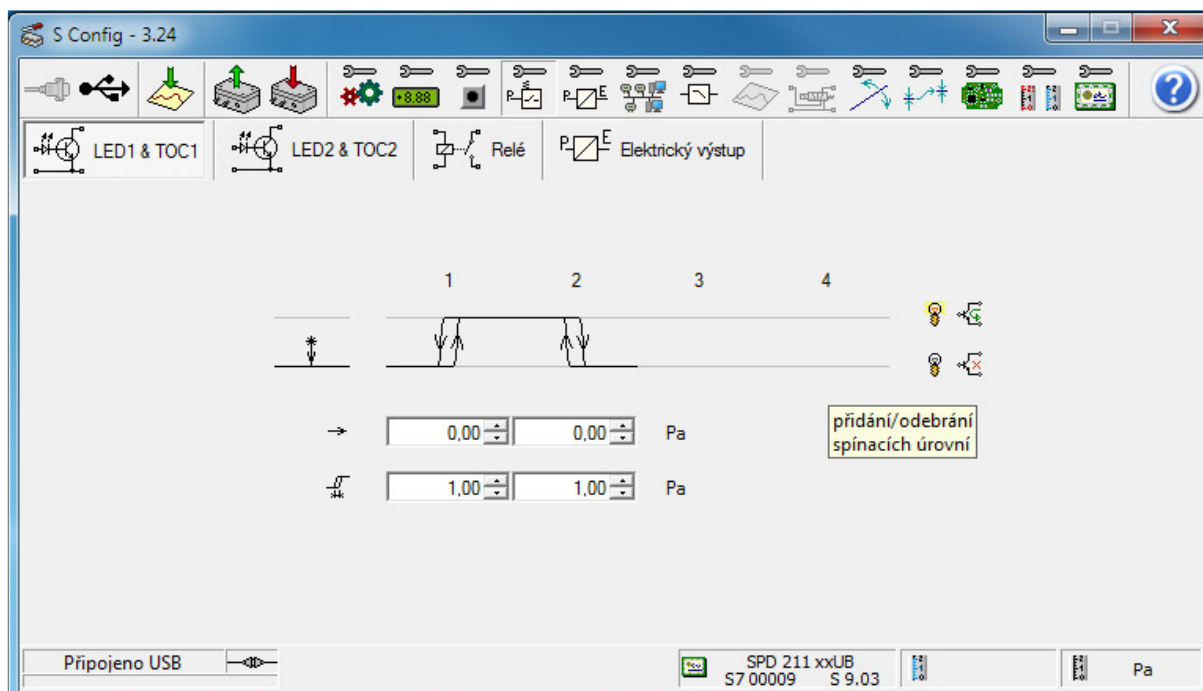 S Config - 3.24
+8.88
P
P E
LED1 & TOC1
LED2 & TOC2
Relé
P E Elektrický výstup
1 2 3 4
0,00 0,00 Pa
přidání/odebrání
spínacích úrovní
1,00 1,00 Pa
Připojeno USB
SPD 211 xxUB
S7 00009 S 9.03
Pa